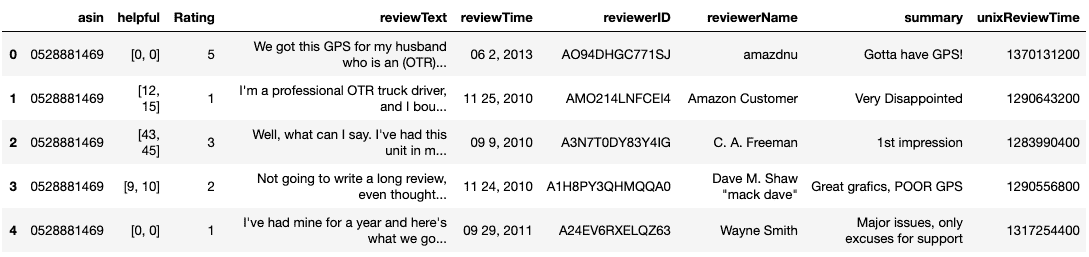 asin helpful Rating reviewText reviewTime reviewerID reviewerName summary unixReviewTime
0 0528881469 [0, 0] 5 We got this GPS for my husband who is an (OTR)... 06 2, 2013 AO94DHGC771SJ amazdnu Gotta have GPS! 1370131200
1 0528881469 [12, 15] 1 I'm a professional OTR truck driver, and I bou... 11 25, 2010 AMO214LNFCEI4 Amazon Customer Very Disappointed 1290643200
2 0528881469 [43, 45] 3 Well, what can I say. I've had this unit in m... 09 9, 2010 A3N7T0DY83Y4IG C. A. Freeman 1st impression 1283990400
3 0528881469 [9, 10] 2 Not going to write a long review, even thought... 11 24, 2010 A1H8PY3QHMQQA0 Dave M. Shaw "mack dave" Great grafics, POOR GPS 1290556800
4 0528881469 [0, 0] 1 I've had mine for a year and here's what we go... 09 29, 2011 A24EV6RXELQZ63 Wayne Smith Major issues, only excuses for support 1317254400